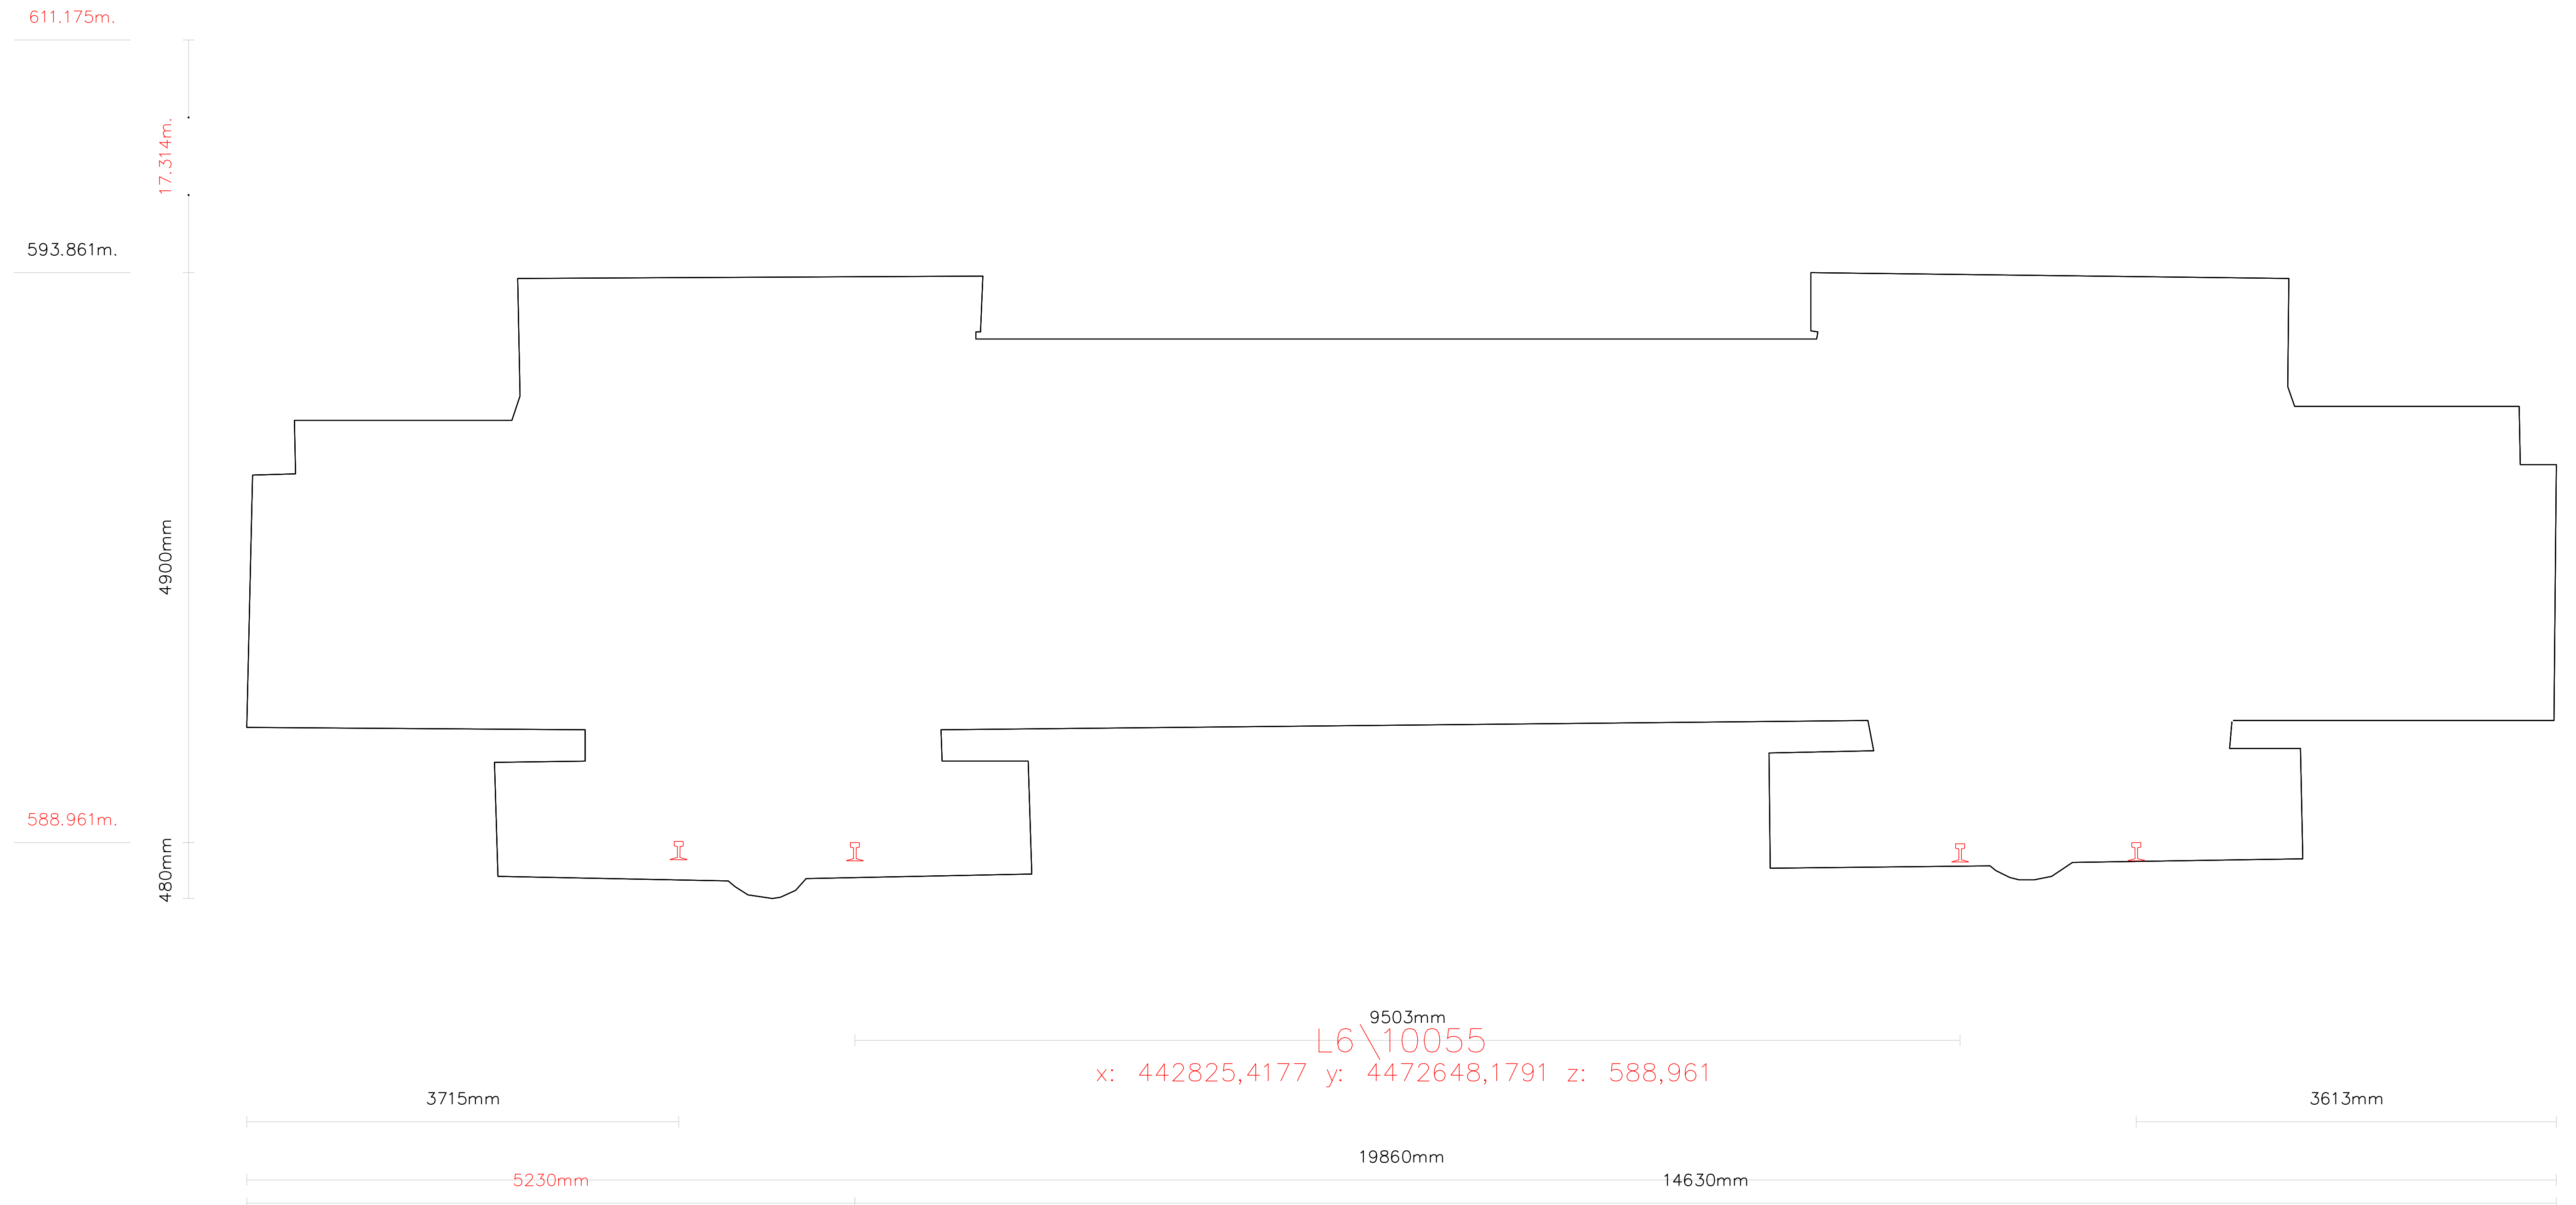 611.175m.
17.314m.
593.861m.
4900mm
588.961m.
480mm
9503mm
L6\10055
x: 442825,4177 y: 4472648,1791 z: 588,961
3715mm
3613mm
19860mm
5230mm
14630mm